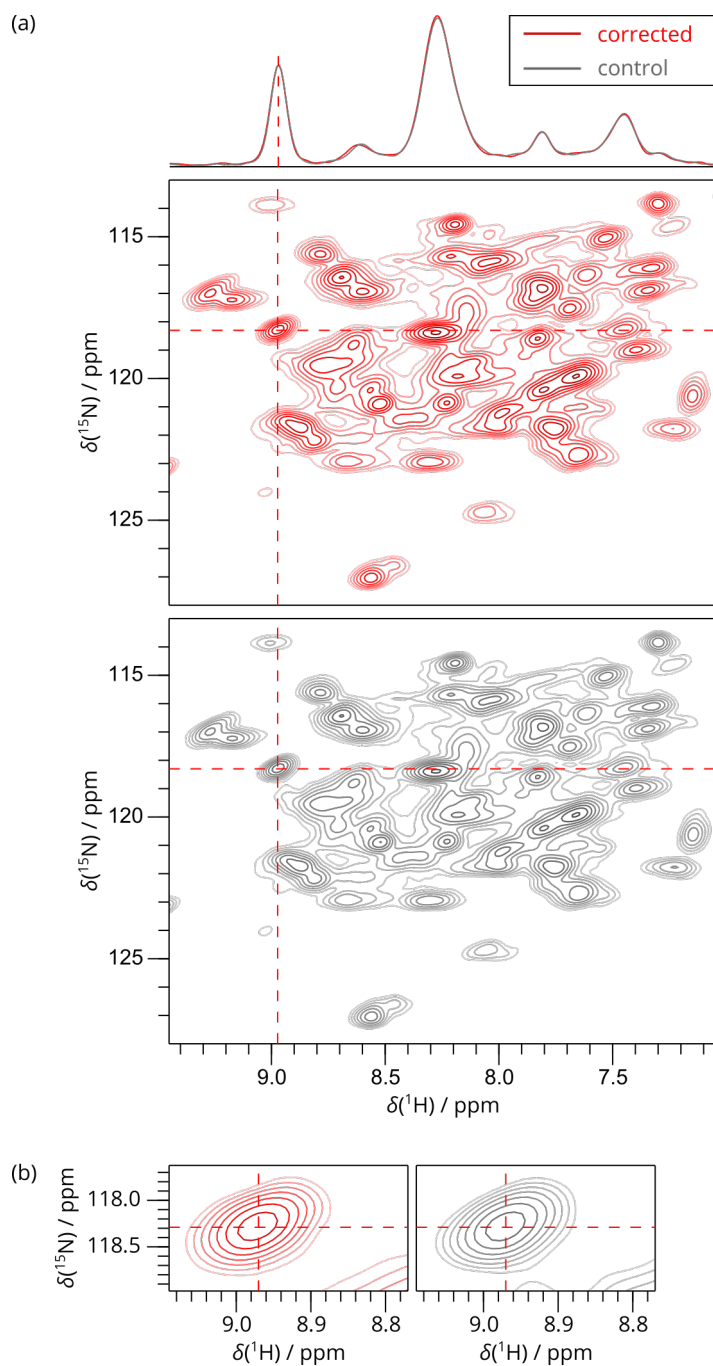 (a)
corrected
control
115
120
125
δ(¹⁵N) / ppm
115
120
125
δ(¹⁵N) / ppm
9.0 8.5 8.0 7.5
δ(¹H) / ppm
(b)
118.0
118.5
δ(¹⁵N) / ppm
9.0 8.9 8.8 9.0 8.9 8.8
δ(¹H) / ppm δ(¹H) / ppm